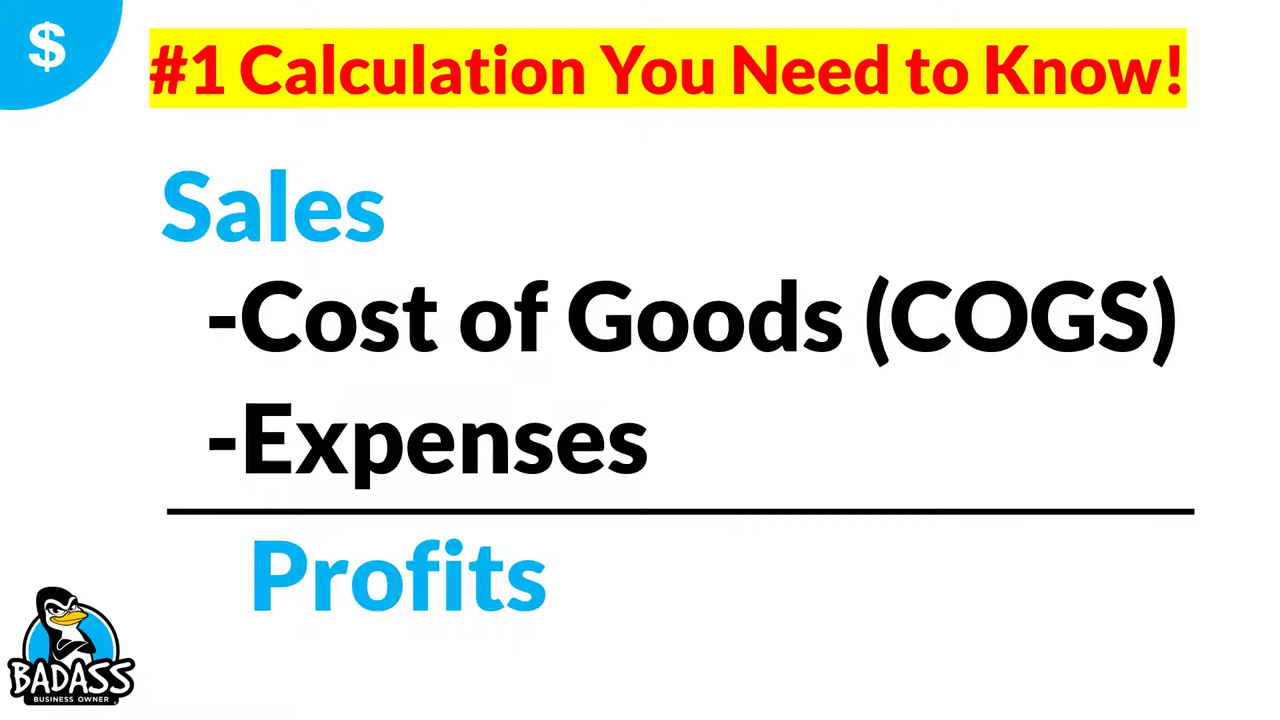 $
#1 Calculation You Need to Know!
Sales
-Cost of Goods (COGS)
-Expenses
Profits
BADASS
BUSINESS OWNER